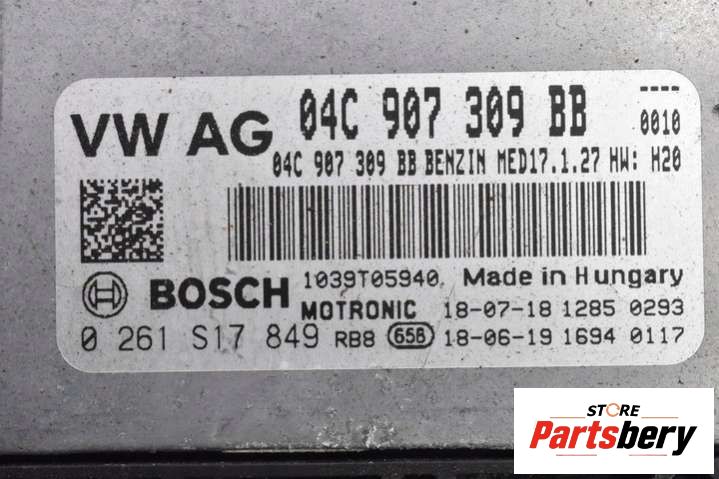 VW AG 04C 907 309 BB ----
0010
04C 907 309 BB BENZIN MED17.1.27 HW: H20
BOSCH 1039T05940 Made in Hungary
MOTRONIC 18-07-18 1285 0293
0 261 S17 849 RB8 658 18-06-19 1694 0117
STORE
Partsbery